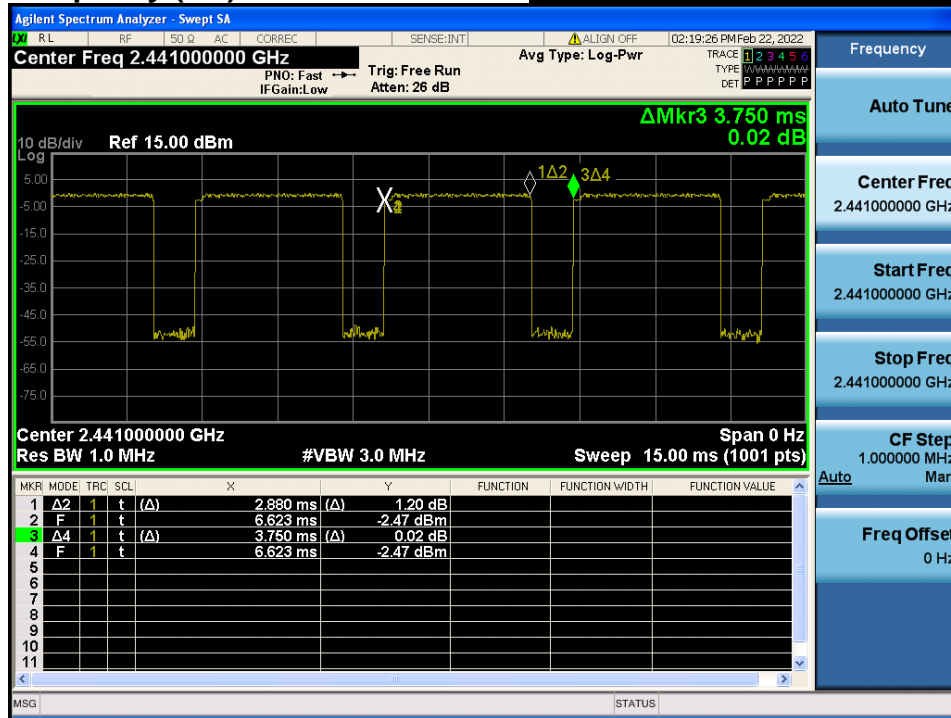 Agilent Spectrum Analyzer - Swept SA
LXI RL RF 50 Ω AC CORREC SENSE:INT ALIGN OFF 02:19:26 PM Feb 22, 2022
Center Freq 2.441000000 GHz Avg Type: Log-Pwr TRACE 1 2 3 4 5 6
PNO: Fast Trig: Free Run TYPE
IFGain:Low Atten: 26 dB DET P P P P P P
ΔMkr3 3.750 ms
0.02 dB
10 dB/div Ref 15.00 dBm
Log
5.00
-5.00
-15.0
-25.0
-35.0
-45.0
-55.0
-65.0
-75.0
1Δ2
3Δ4
Center 2.441000000 GHz Span 0 Hz
Res BW 1.0 MHz #VBW 3.0 MHz Sweep 15.00 ms (1001 pts)
MKR MODE TRC SCL X Y FUNCTION FUNCTION WIDTH FUNCTION VALUE
1 Δ2 1 t (Δ) 2.880 ms (Δ) 1.20 dB
2 F 1 t 6.623 ms -2.47 dBm
3 Δ4 1 t (Δ) 3.750 ms (Δ) 0.02 dB
4 F 1 t 6.623 ms -2.47 dBm
5
6
7
8
9
10
11
MSG STATUS
Frequency
Auto Tune
Center Freq
2.441000000 GHz
Start Freq
2.441000000 GHz
Stop Freq
2.441000000 GHz
CF Step
1.000000 MHz
Auto Man
Freq Offset
0 Hz